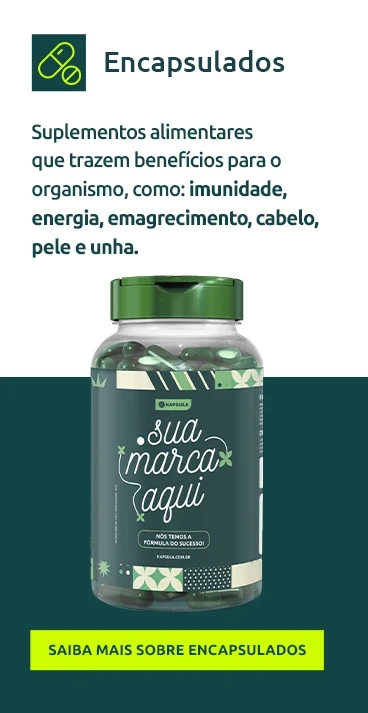 Encapsulados
Suplementos alimentares
que trazem benefícios para o
organismo, como: imunidade,
energia, emagrecimento, cabelo,
pele e unha.
KAPSULA
sua
marca
aqui
NÓS TEMOS A
FÓRMULA DO SUCESSO!
KAPSULA.COM.BR
SAIBA MAIS SOBRE ENCAPSULADOS